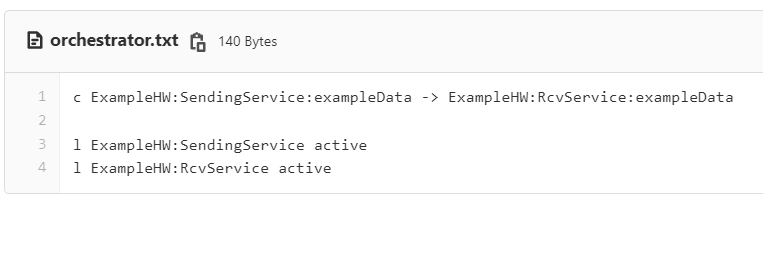 orchestrator.txt 140 Bytes
1 c ExampleHW:SendingService:exampleData -> ExampleHW:RcvService:exampleData
2
3 l ExampleHW:SendingService active
4 l ExampleHW:RcvService active